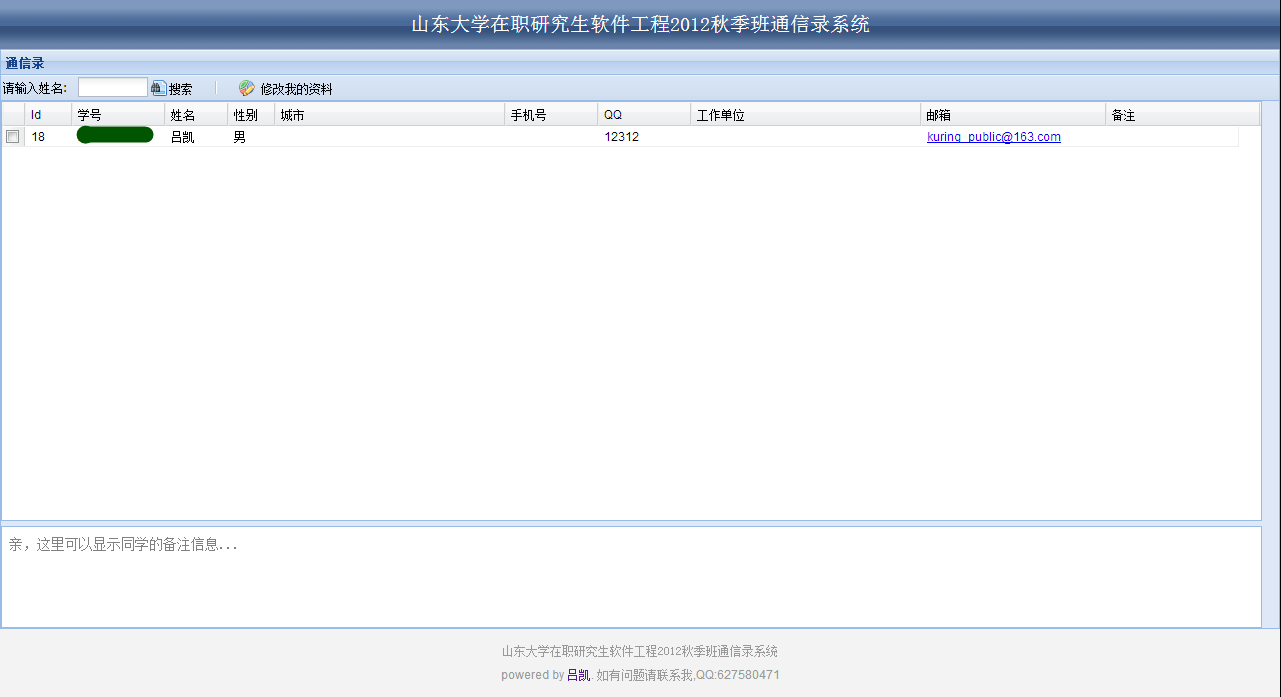 山东大学在职研究生软件工程2012秋季班通信录系统
通信录
请输入姓名: 搜索 修改我的资料
Id 学号 姓名 性别 城市 手机号 QQ 工作单位 邮箱 备注
18 吕凯 男 12312 kuring_public@163.com
亲，这里可以显示同学的备注信息...
山东大学在职研究生软件工程2012秋季班通信录系统
powered by 吕凯. 如有问题请联系我,QQ:627580471